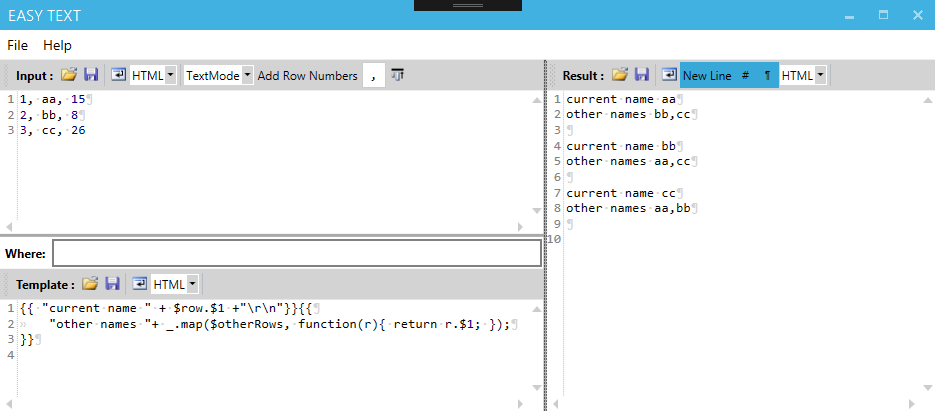 EASY TEXT
File Help
Input : HTML TextMode Add Row Numbers ,
1 1, aa, 15¶
2 2, bb, 8¶
3 3, cc, 26
Where:
Template : HTML
1 {{ "current name " + $row.$1 +"\r\n"}}{{¶
2 "other names "+ _.map($otherRows, function(r){ return r.$1; });¶
3 }}¶
4
Result : New Line # ¶ HTML
1 current name aa¶
2 other names bb,cc¶
3 ¶
4 current name bb¶
5 other names aa,cc¶
6 ¶
7 current name cc¶
8 other names aa,bb¶
9 ¶
10